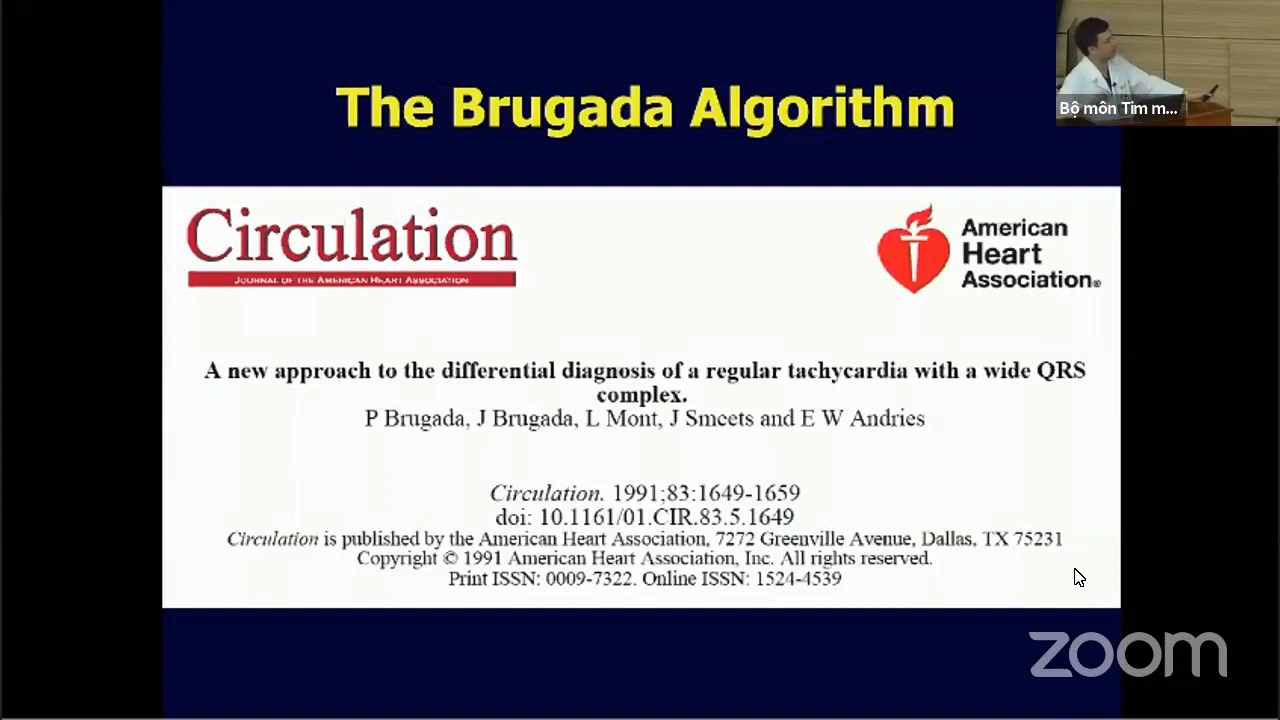 The Brugada Algorithm
Bộ môn Tim m...
Circulation
JOURNAL OF THE AMERICAN HEART ASSOCIATION
American
Heart
Association®
A new approach to the differential diagnosis of a regular tachycardia with a wide QRS
complex.
P Brugada, J Brugada, L Mont, J Smeets and E W Andries
Circulation. 1991;83:1649-1659
doi: 10.1161/01.CIR.83.5.1649
Circulation is published by the American Heart Association, 7272 Greenville Avenue, Dallas, TX 75231
Copyright © 1991 American Heart Association, Inc. All rights reserved.
Print ISSN: 0009-7322. Online ISSN: 1524-4539
zoom